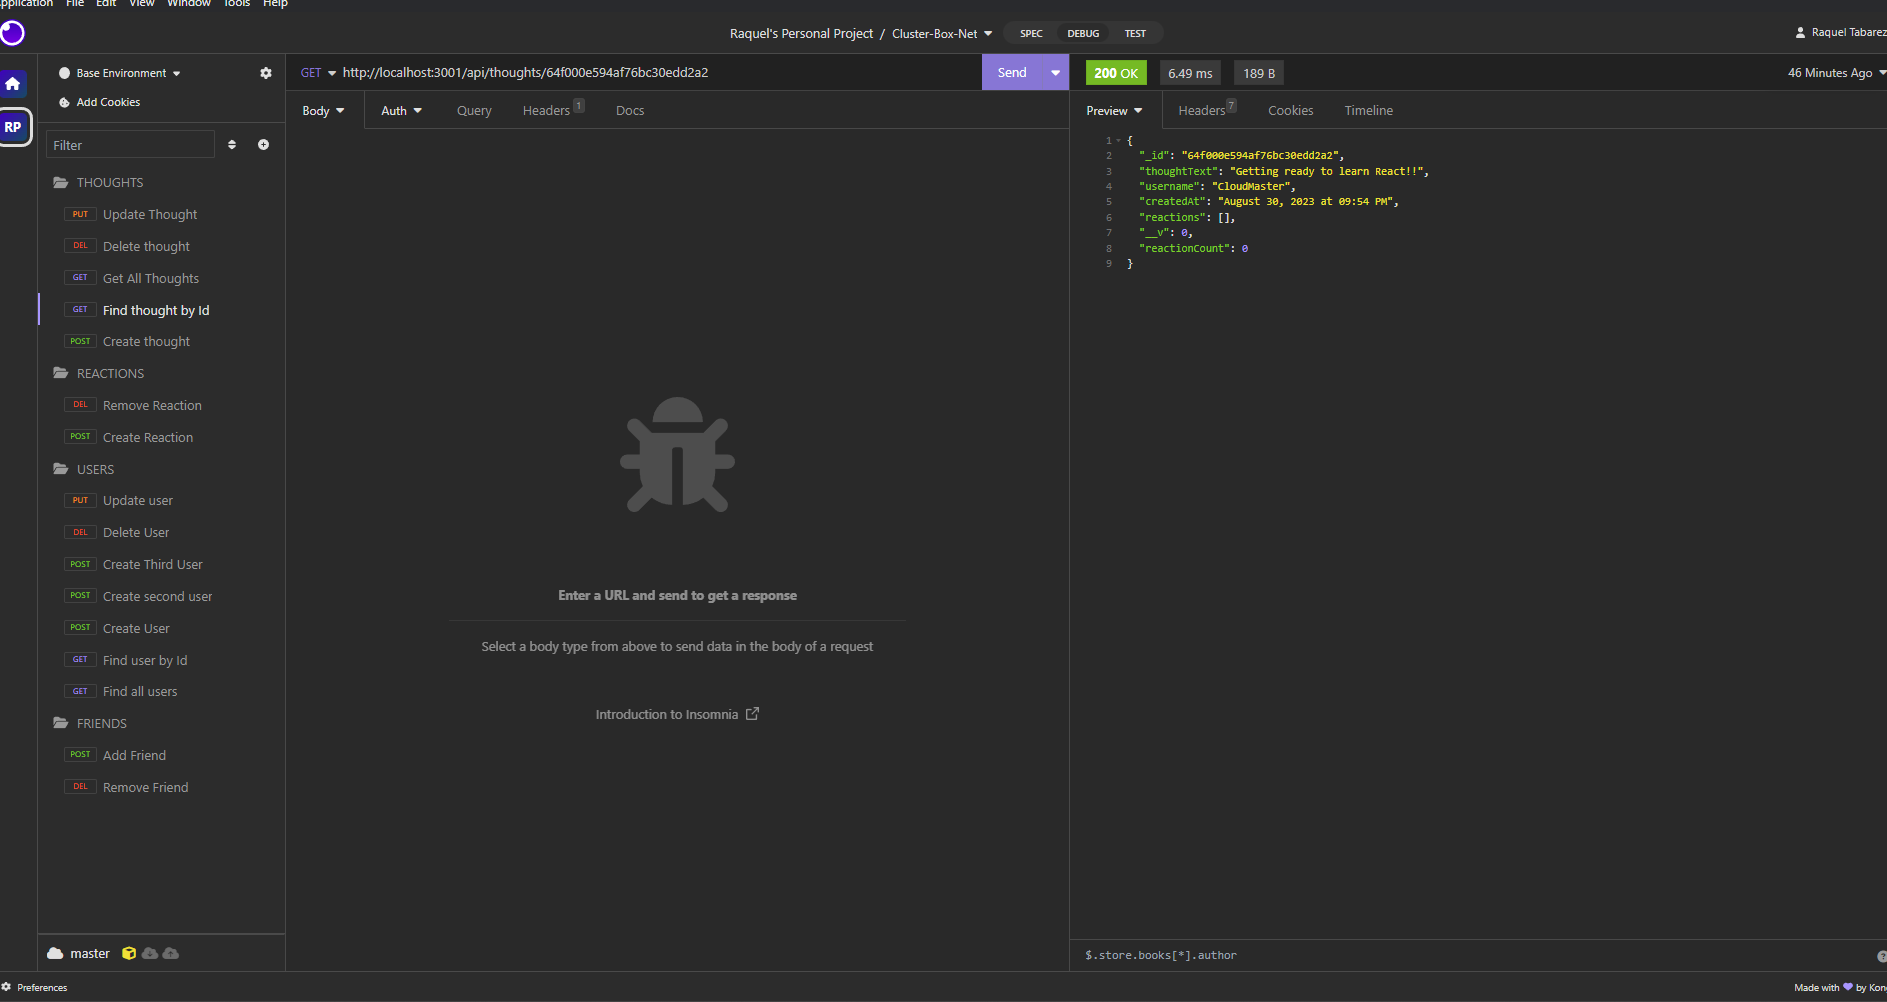 Application File Edit View Window Tools Help
Raquel's Personal Project / Cluster-Box-Net
SPEC DEBUG TEST
Raquel Tabarez
RP
Base Environment
Add Cookies
Filter
THOUGHTS
PUT Update Thought
DEL Delete thought
GET Get All Thoughts
GET Find thought by Id
POST Create thought
REACTIONS
DEL Remove Reaction
POST Create Reaction
USERS
PUT Update user
DEL Delete User
POST Create Third User
POST Create second user
POST Create User
GET Find user by Id
GET Find all users
FRIENDS
POST Add Friend
DEL Remove Friend
master
GET http://localhost:3001/api/thoughts/64f000e594af76bc30edd2a2 Send
Body Auth Query Headers 1 Docs
Enter a URL and send to get a response
Select a body type from above to send data in the body of a request
Introduction to Insomnia
200 OK 6.49 ms 189 B 46 Minutes Ago
Preview Headers 7 Cookies Timeline
1 {
2 "_id": "64f000e594af76bc30edd2a2",
3 "thoughtText": "Getting ready to learn React!!",
4 "username": "CloudMaster",
5 "createdAt": "August 30, 2023 at 09:54 PM",
6 "reactions": [],
7 "__v": 0,
8 "reactionCount": 0
9 }
$.store.books[*].author
Preferences
Made with by Kong